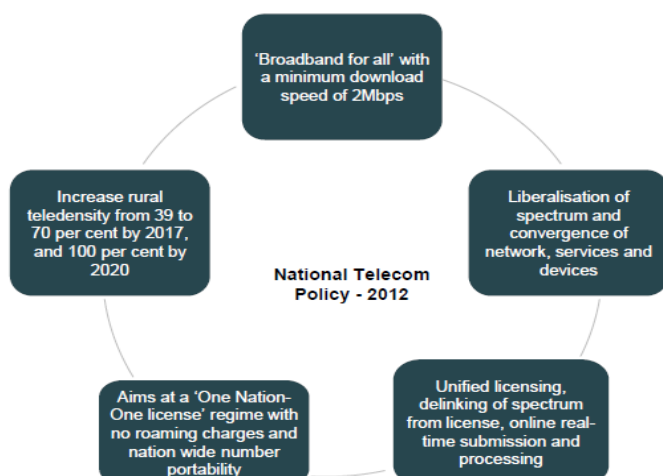 'Broadband for all' with
a minimum download
speed of 2Mbps
Liberalisation of
spectrum and
convergence of
network, services and
devices
Unified licensing,
delinking of spectrum
from license, online real-
time submission and
processing
Aims at a 'One Nation-
One license' regime with
no roaming charges and
nation wide number
portability
Increase rural
teledensity from 39 to
70 per cent by 2017,
and 100 per cent by
2020
National Telecom
Policy - 2012